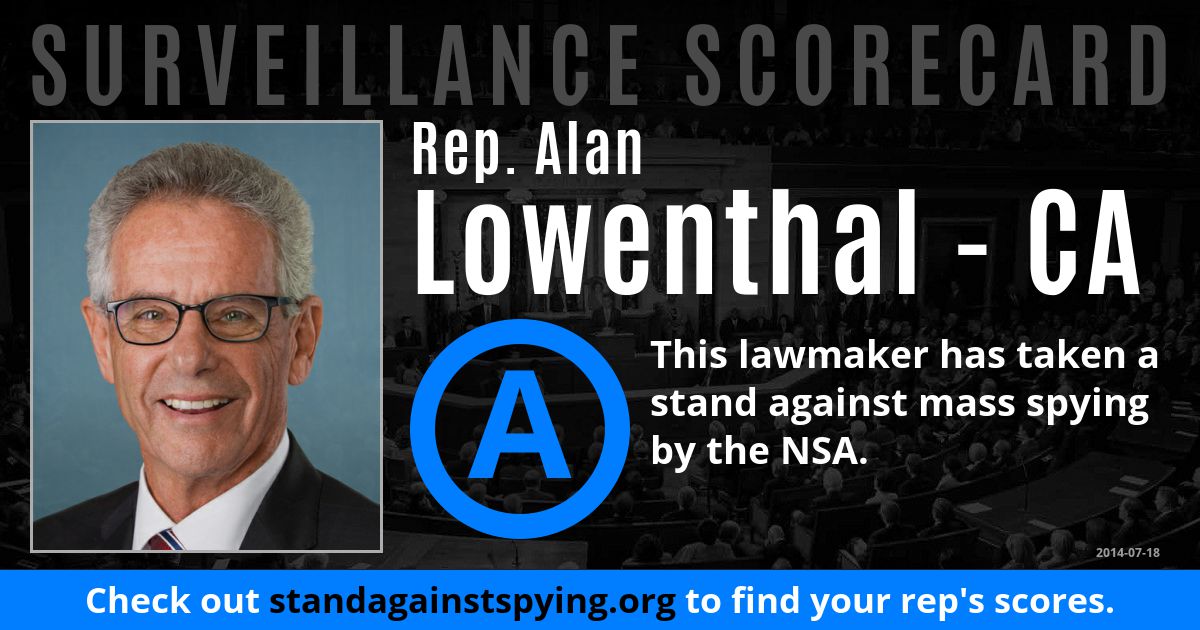 SURVEILLANCE SCORECARD
Rep. Alan
Lowenthal - CA
A
This lawmaker has taken a
stand against mass spying
by the NSA.
2014-07-18
Check out standagainstspying.org to find your rep's scores.